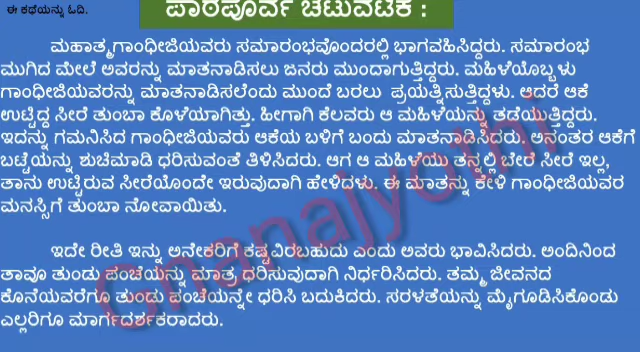 ಪಾಠಪೂರ್ವ ಚಟುವಟಿಕೆ :
ಈ ಕಥೆಯನ್ನು ಓದಿ.
ಮಹಾತ್ಮಗಾಂಧೀಜಿಯವರು ಸಮಾರಂಭವೊಂದರಲ್ಲಿ ಭಾಗವಹಿಸಿದ್ದರು. ಸಮಾರಂಭ
ಮುಗಿದ ಮೇಲೆ ಅವರನ್ನು ಮಾತನಾಡಿಸಲು ಜನರು ಮುಂದಾಗುತ್ತಿದ್ದರು. ಮಹಿಳೆಯೊಬ್ಬಳು
ಗಾಂಧೀಜಿಯವರನ್ನು ಮಾತನಾಡಿಸಲೆಂದು ಮುಂದೆ ಬರಲು ಪ್ರಯತ್ನಿಸುತ್ತಿದ್ದಳು. ಆದರೆ ಆಕೆ
ಉಟ್ಟಿದ್ದ ಸೀರೆ ತುಂಬಾ ಕೊಳೆಯಾಗಿತ್ತು. ಹೀಗಾಗಿ ಕೆಲವರು ಆ ಮಹಿಳೆಯನ್ನು ತಡೆಯುತ್ತಿದ್ದರು.
ಇದನ್ನು ಗಮನಿಸಿದ ಗಾಂಧೀಜಿಯವರು ಆಕೆಯ ಬಳಿಗೆ ಬಂದು ಮಾತನಾಡಿಸಿದರು. ಅನಂತರ ಆಕೆಗೆ
ಬಟ್ಟೆಯನ್ನು ಶುಚಿಮಾಡಿ ಧರಿಸುವಂತೆ ತಿಳಿಸಿದರು. ಆಗ ಆ ಮಹಿಳೆಯು ತನ್ನಲ್ಲಿ ಬೇರೆ ಸೀರೆ ಇಲ್ಲ,
ತಾನು ಉಟ್ಟಿರುವ ಸೀರೆಯೊಂದೇ ಇರುವುದಾಗಿ ಹೇಳಿದಳು. ಈ ಮಾತನ್ನು ಕೇಳಿ ಗಾಂಧೀಜಿಯವರ
ಮನಸ್ಸಿಗೆ ತುಂಬಾ ನೋವಾಯಿತು.
ಇದೇ ರೀತಿ ಇನ್ನು ಅನೇಕರಿಗೆ ಕಷ್ಟವಿರಬಹುದು ಎಂದು ಅವರು ಭಾವಿಸಿದರು. ಅಂದಿನಿಂದ
ತಾವೂ ತುಂಡು ಪಂಚೆಯನ್ನು ಮಾತ್ರ ಧರಿಸುವುದಾಗಿ ನಿರ್ಧರಿಸಿದರು. ತಮ್ಮ ಜೀವನದ
ಕೊನೆಯವರೆಗೂ ತುಂಡು ಪಂಚೆಯನ್ನೇ ಧರಿಸಿ ಬದುಕಿದರು. ಸರಳತೆಯನ್ನು ಮೈಗೂಡಿಸಿಕೊಂಡು
ಎಲ್ಲರಿಗೂ ಮಾರ್ಗದರ್ಶಕರಾದರು.
Gnanajyothi